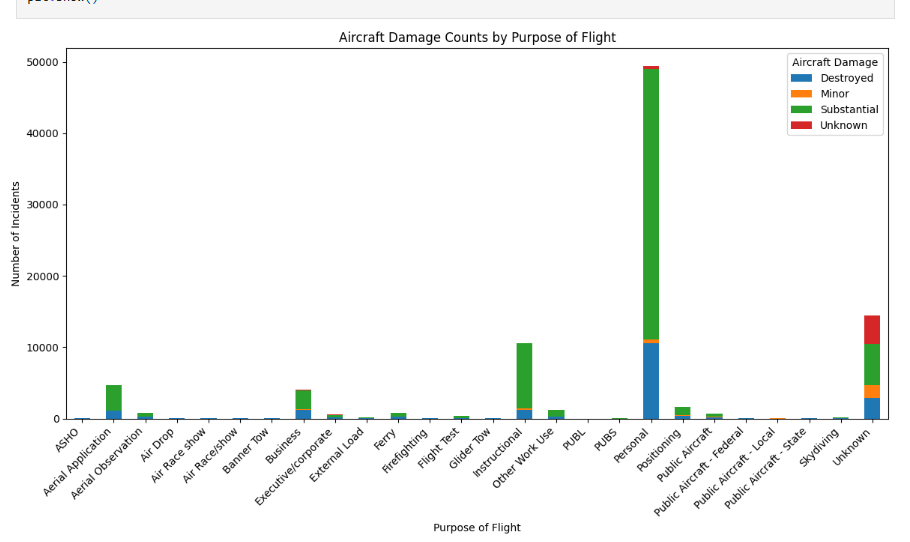 Aircraft Damage Counts by Purpose of Flight
Aircraft Damage
Destroyed
Minor
Substantial
Unknown
Number of Incidents
50000
40000
30000
20000
10000
0
ASHO
Aerial Application
Aerial Observation
Air Drop
Air Race show
Air Race/show
Banner Tow
Business
Executive/corporate
External Load
Ferry
Firefighting
Flight Test
Glider Tow
Instructional
Other Work Use
PUBL
PUBS
Personal
Positioning
Public Aircraft
Public Aircraft - Federal
Public Aircraft - Local
Public Aircraft - State
Skydiving
Unknown
Purpose of Flight